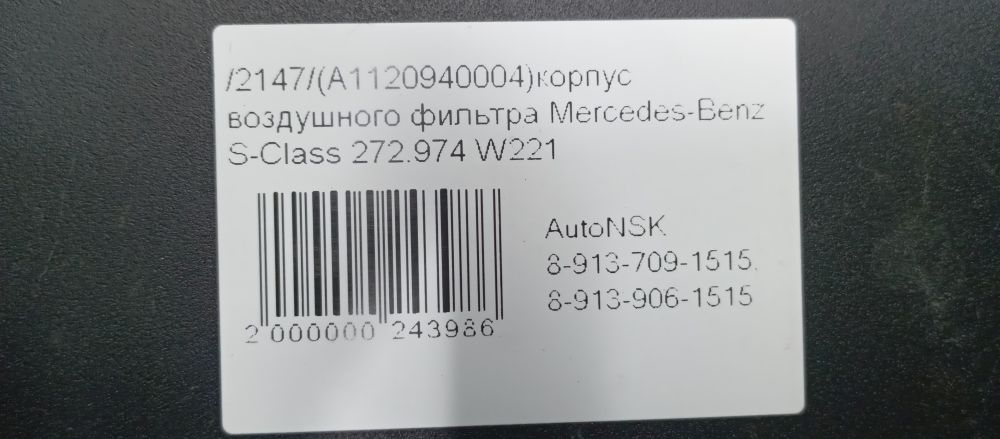 /2147/(A1120940004)корпус
воздушного фильтра Mercedes-Benz
S-Class 272.974 W221
AutoNSK
8-913-709-1515,
8-913-906-1515
2 000000 243986